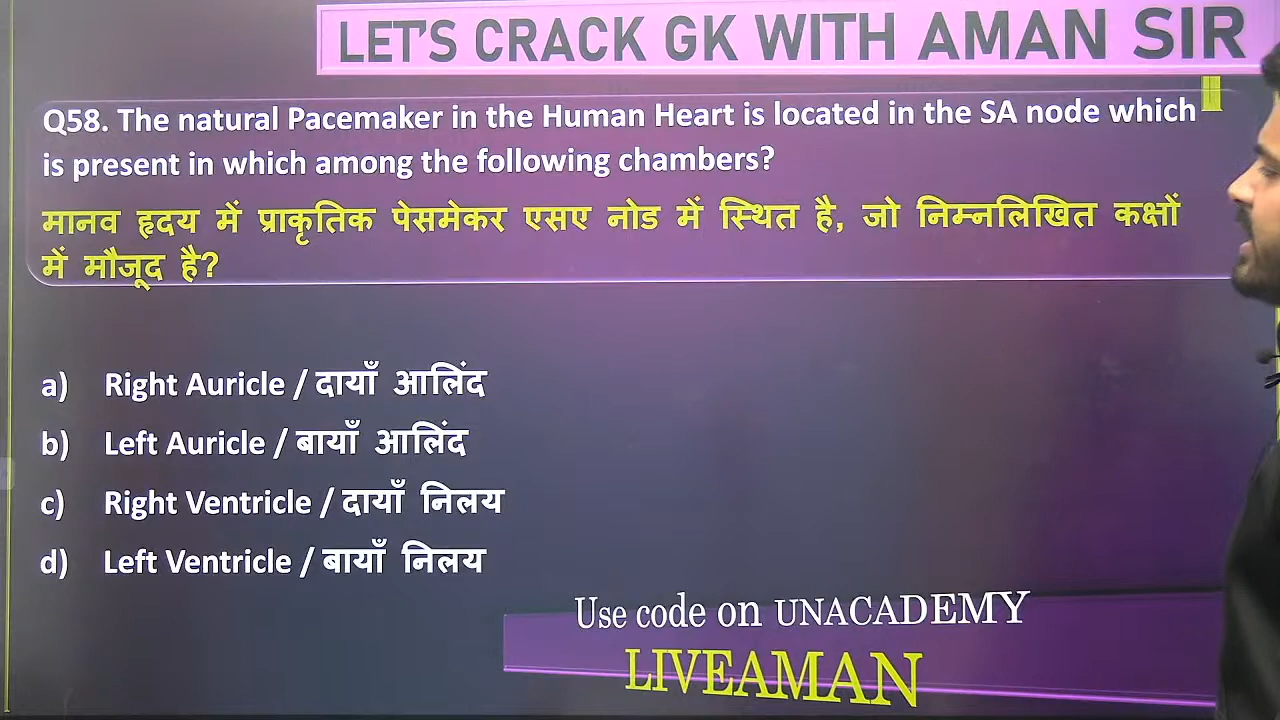 LET'S CRACK GK WITH AMAN SIR
Q58. The natural Pacemaker in the Human Heart is located in the SA node which
is present in which among the following chambers?
मानव हृदय में प्राकृतिक पेसमेकर एसए नोड में स्थित है, जो निम्नलिखित कक्षों
में मौजूद है?
a) Right Auricle / दायाँ आलिंद
b) Left Auricle / बायाँ आलिंद
c) Right Ventricle / दायाँ निलय
d) Left Ventricle / बायाँ निलय
Use code on UNACADEMY
LIVEAMAN